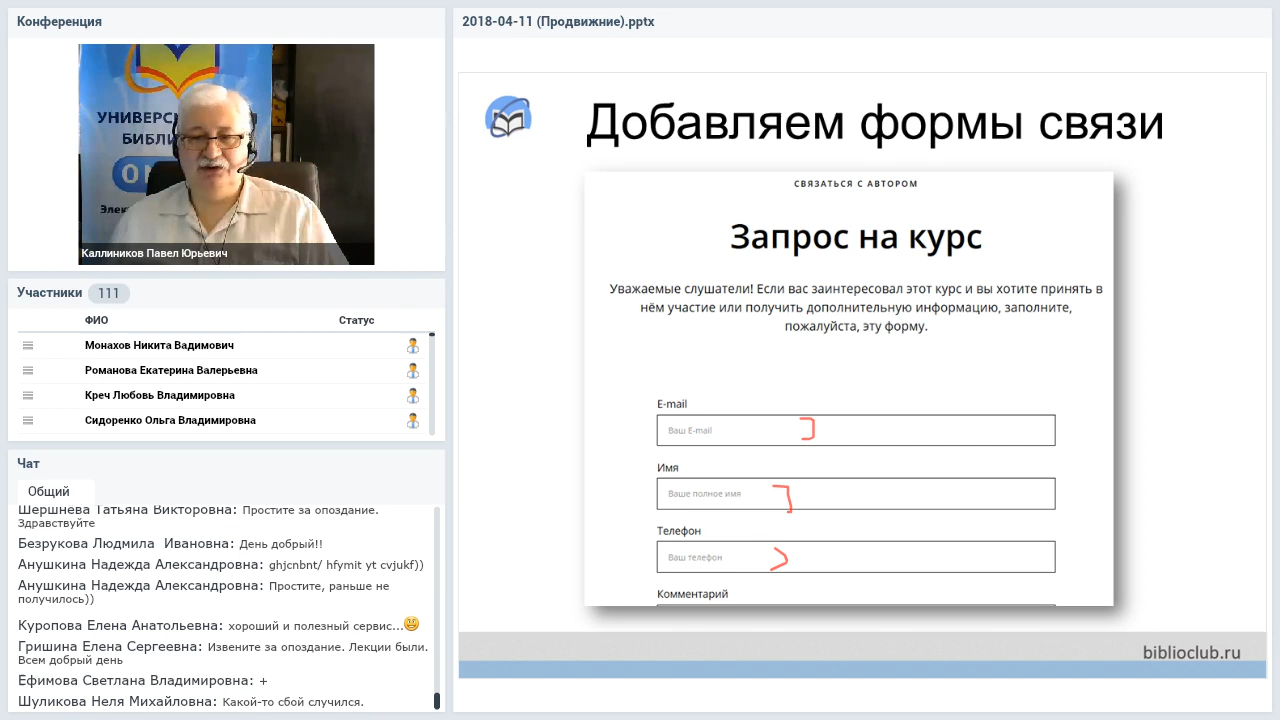 Конференция
УНИВЕРС
БИБЛИ
Каллиников Павел Юрьевич
Участники 111
ФИО Статус
Монахов Никита Вадимович
Романова Екатерина Валерьевна
Креч Любовь Владимировна
Сидоренко Ольга Владимировна
Чат
Общий
Шершнева Татьяна Викторовна: Простите за опоздание.
Здравствуйте
Безрукова Людмила Ивановна: День добрый!!
Анушкина Надежда Александровна: ghjcnbnt/ hfymit yt cvjukf))
Анушкина Надежда Александровна: Простите, раньше не
получилось))
Куропова Елена Анатольевна: хороший и полезный сервис...
Гришина Елена Сергеевна: Извените за опоздание. Лекции были.
Всем добрый день
Ефимова Светлана Владимировна: +
Шуликова Неля Михайловна: Какой-то сбой случился.
2018-04-11 (Продвижние).pptx
Добавляем формы связи
СВЯЗАТЬСЯ С АВТОРОМ
Запрос на курс
Уважаемые слушатели! Если вас заинтересовал этот курс и вы хотите принять в
нём участие или получить дополнительную информацию, заполните,
пожалуйста, эту форму.
E-mail
Ваш E-mail
Имя
Ваше полное имя
Телефон
Ваш телефон
Комментарий
biblioclub.ru